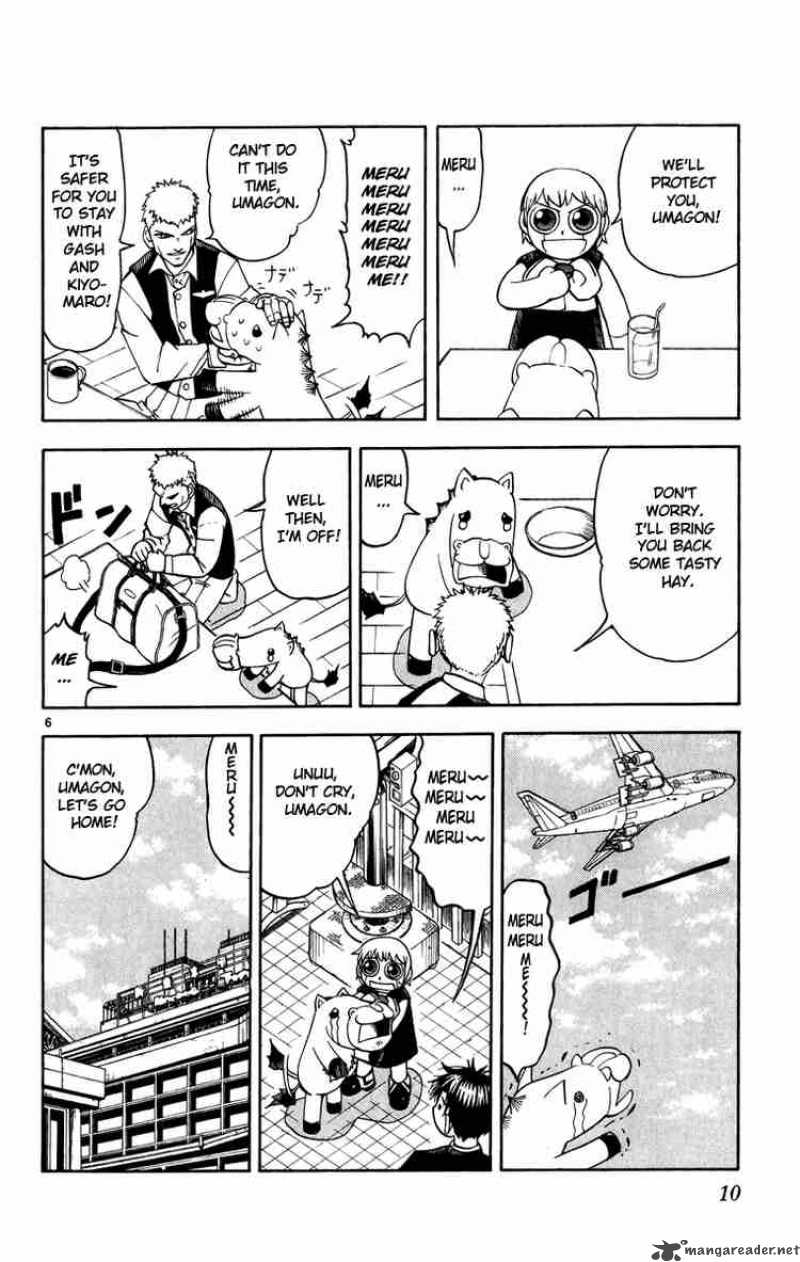 WE'LL
PROTECT
YOU,
UMAGON!
MERU
...
MERU
MERU
MERU
MERU
MERU
MERU
ME!!
CAN'T DO
IT THIS
TIME,
UMAGON.
ナデ
ナデ
IT'S
SAFER
FOR YOU
TO STAY
WITH
GASH
AND
KIYO-
MARO!
DON'T
WORRY.
I'LL BRING
YOU BACK
SOME TASTY
HAY.
MERU
...
WELL
THEN,
I'M OFF!
ドン
ME
...
6
ゴー
MERU
MERU
ME~~!
MERU~
MERU~
MERU
MERU~
UNUU,
DON'T CRY,
UMAGON.
MERU~~
C'MON,
UMAGON,
LET'S GO
HOME!
10
mangareader.net